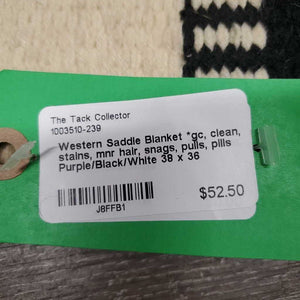 The Tack Collector
1003510-239
Western Saddle Blanket *gc, clean,
stains, mnr hair, snags, pulls, pills
Purple/Black/White 38 x 36
$52.50
J8FFB1